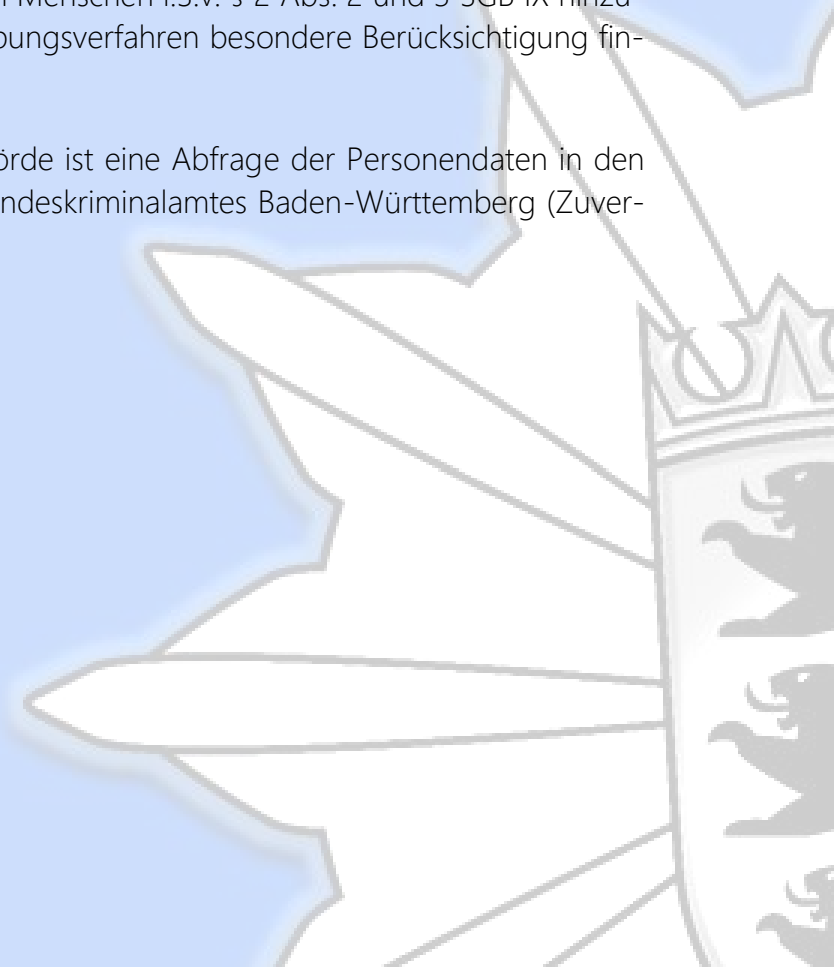 Menschen i.S.v. § 2 Abs. 2 und 3 SGB IX hinzu-
bungsverfahren besondere Berücksichtigung fin-
örde ist eine Abfrage der Personendaten in den
ndeskriminalamtes Baden-Württemberg (Zuver-